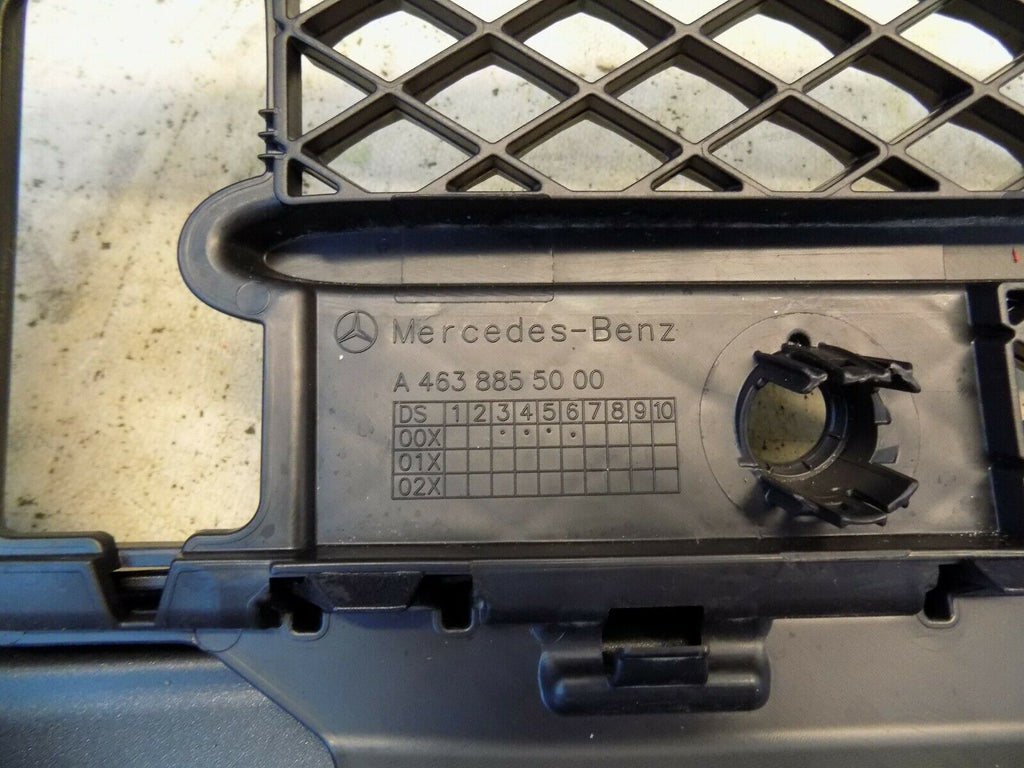 Mercedes-Benz
A 463 885 50 00
DS 1 2 3 4 5 6 7 8 9 10
00X
01X
02X